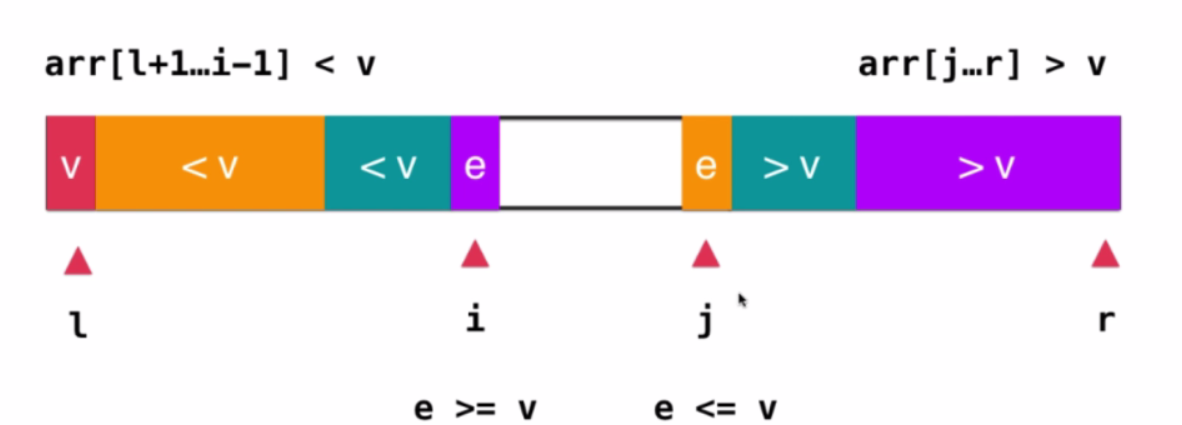 arr[l+1…i-1] < v    arr[j…r] > v
v    < v    < v    e    e    > v    > v
l    i    j    r
e >= v    e <= v